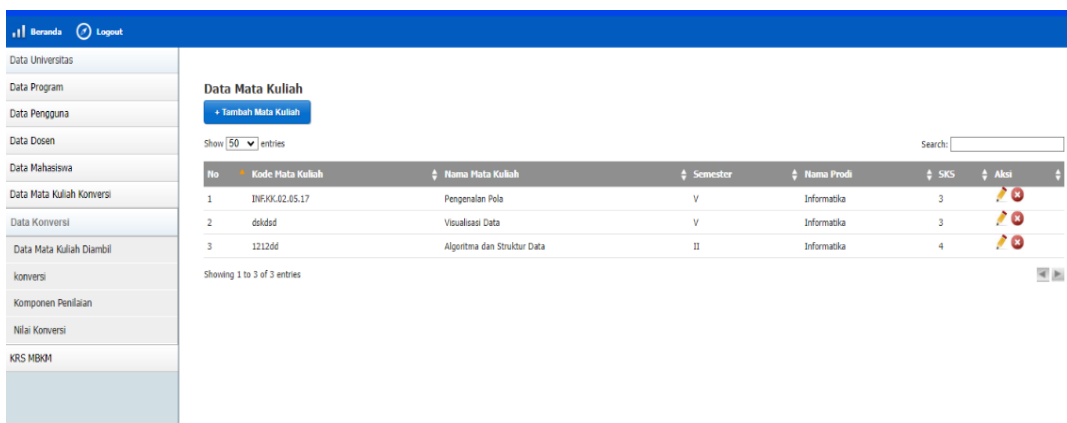 Beranda Logout
Data Universitas
Data Program
Data Pengguna
Data Dosen
Data Mahasiswa
Data Mata Kuliah Konversi
Data Konversi
Data Mata Kuliah Diambil
konversi
Komponen Penilaian
Nilai Konversi
KRS MBKM
Data Mata Kuliah
+ Tambah Mata Kuliah
Show 50 entries Search:
No Kode Mata Kuliah Nama Mata Kuliah Semester Nama Prodi SKS Aksi
1 INF.KK.02.05.17 Pengenalan Pola V Informatika 3
2 dskdsd Visualisasi Data V Informatika 3
3 1212dd Algoritma dan Struktur Data II Informatika 4
Showing 1 to 3 of 3 entries